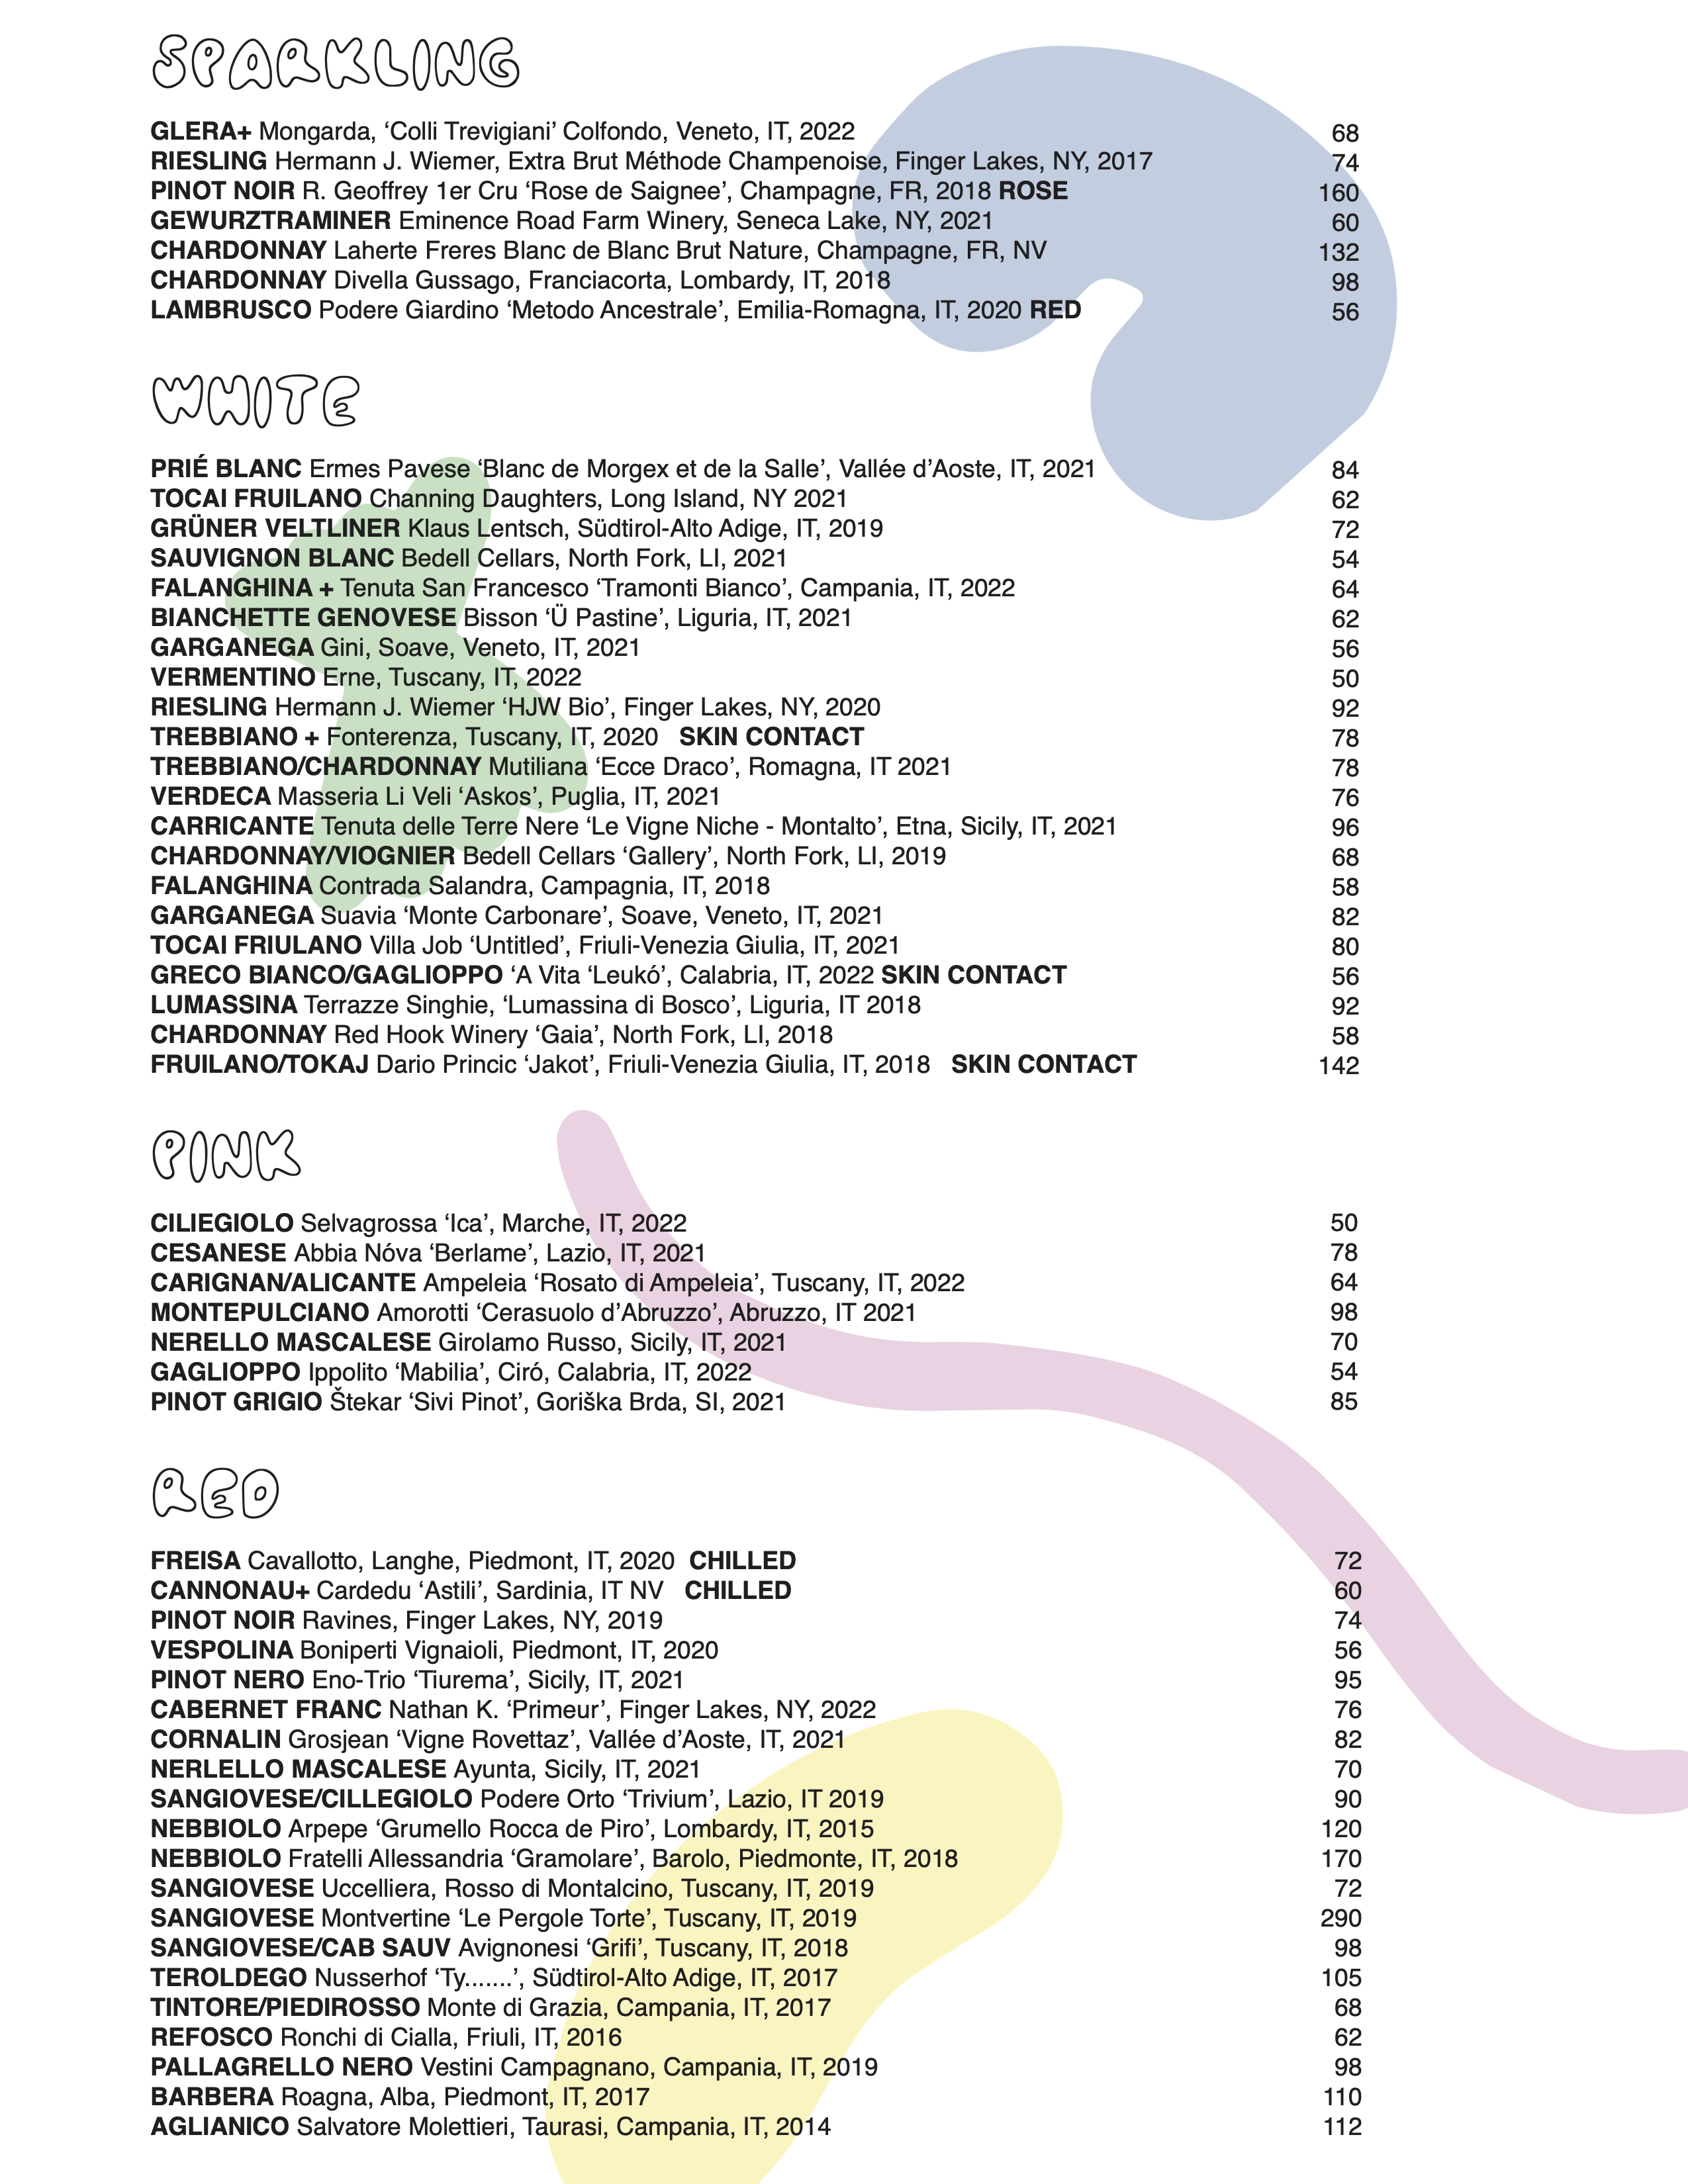 SPARKLING
GLERA+ Mongarda, ‘Colli Trevigiani’ Colfondo, Veneto, IT, 2022 68
RIESLING Hermann J. Wiemer, Extra Brut Méthode Champenoise, Finger Lakes, NY, 2017 74
PINOT NOIR R. Geoffrey 1er Cru ‘Rose de Saignee’, Champagne, FR, 2018 ROSE 160
GEWURZTRAMINER Eminence Road Farm Winery, Seneca Lake, NY, 2021 60
CHARDONNAY Laherte Freres Blanc de Blanc Brut Nature, Champagne, FR, NV 132
CHARDONNAY Divella Gussago, Franciacorta, Lombardy, IT, 2018 98
LAMBRUSCO Podere Giardino ‘Metodo Ancestrale’, Emilia-Romagna, IT, 2020 RED 56
WHITE
PRIÉ BLANC Ermes Pavese ‘Blanc de Morgex et de la Salle’, Vallée d’Aoste, IT, 2021 84
TOCAI FRUILANO Channing Daughters, Long Island, NY 2021 62
GRÜNER VELTLINER Klaus Lentsch, Südtirol-Alto Adige, IT, 2019 72
SAUVIGNON BLANC Bedell Cellars, North Fork, LI, 2021 54
FALANGHINA + Tenuta San Francesco ‘Tramonti Bianco’, Campania, IT, 2022 64
BIANCHETTE GENOVESE Bisson ‘Ü Pastine’, Liguria, IT, 2021 62
GARGANEGA Gini, Soave, Veneto, IT, 2021 56
VERMENTINO Erne, Tuscany, IT, 2022 50
RIESLING Hermann J. Wiemer ‘HJW Bio’, Finger Lakes, NY, 2020 92
TREBBIANO + Fonterenza, Tuscany, IT, 2020 SKIN CONTACT 78
TREBBIANO/CHARDONNAY Mutiliana ‘Ecce Draco’, Romagna, IT 2021 78
VERDECA Masseria Li Veli ‘Askos’, Puglia, IT, 2021 76
CARRICANTE Tenuta delle Terre Nere ‘Le Vigne Niche - Montalto’, Etna, Sicily, IT, 2021 96
CHARDONNAY/VIOGNIER Bedell Cellars ‘Gallery’, North Fork, LI, 2019 68
FALANGHINA Contrada Salandra, Campagnia, IT, 2018 58
GARGANEGA Suavia ‘Monte Carbonare’, Soave, Veneto, IT, 2021 82
TOCAI FRIULANO Villa Job ‘Untitled’, Friuli-Venezia Giulia, IT, 2021 80
GRECO BIANCO/GAGLIOPPO ‘A Vita ‘Leukó’, Calabria, IT, 2022 SKIN CONTACT 56
LUMASSINA Terrazze Singhie, ‘Lumassina di Bosco’, Liguria, IT 2018 92
CHARDONNAY Red Hook Winery ‘Gaia’, North Fork, LI, 2018 58
FRUILANO/TOKAJ Dario Princic ‘Jakot’, Friuli-Venezia Giulia, IT, 2018 SKIN CONTACT 142
PINK
CILIEGIOLO Selvagrossa ‘Ica’, Marche, IT, 2022 50
CESANESE Abbia Nóva ‘Berlame’, Lazio, IT, 2021 78
CARIGNAN/ALICANTE Ampeleia ‘Rosato di Ampeleia’, Tuscany, IT, 2022 64
MONTEPULCIANO Amorotti ‘Cerasuolo d’Abruzzo’, Abruzzo, IT 2021 98
NERELLO MASCALESE Girolamo Russo, Sicily, IT, 2021 70
GAGLIOPPO Ippolito ‘Mabilia’, Ciró, Calabria, IT, 2022 54
PINOT GRIGIO Štekar ‘Sivi Pinot’, Goriška Brda, SI, 2021 85
RED
FREISA Cavallotto, Langhe, Piedmont, IT, 2020 CHILLED 72
CANNONAU+ Cardedu ‘Astili’, Sardinia, IT NV CHILLED 60
PINOT NOIR Ravines, Finger Lakes, NY, 2019 74
VESPOLINA Boniperti Vignaioli, Piedmont, IT, 2020 56
PINOT NERO Eno-Trio ‘Tiurema’, Sicily, IT, 2021 95
CABERNET FRANC Nathan K. ‘Primeur’, Finger Lakes, NY, 2022 76
CORNALIN Grosjean ‘Vigne Rovettaz’, Vallée d’Aoste, IT, 2021 82
NERLELLO MASCALESE Ayunta, Sicily, IT, 2021 70
SANGIOVESE/CILLEGIOLO Podere Orto ‘Trivium’, Lazio, IT 2019 90
NEBBIOLO Arpepe ‘Grumello Rocca de Piro’, Lombardy, IT, 2015 120
NEBBIOLO Fratelli Allessandria ‘Gramolare’, Barolo, Piedmonte, IT, 2018 170
SANGIOVESE Uccelliera, Rosso di Montalcino, Tuscany, IT, 2019 72
SANGIOVESE Montvertine ‘Le Pergole Torte’, Tuscany, IT, 2019 290
SANGIOVESE/CAB SAUV Avignonesi ‘Grifi’, Tuscany, IT, 2018 98
TEROLDEGO Nusserhof ‘Ty.......’, Südtirol-Alto Adige, IT, 2017 105
TINTORE/PIEDIROSSO Monte di Grazia, Campania, IT, 2017 68
REFOSCO Ronchi di Cialla, Friuli, IT, 2016 62
PALLAGRELLO NERO Vestini Campagnano, Campania, IT, 2019 98
BARBERA Roagna, Alba, Piedmont, IT, 2017 110
AGLIANICO Salvatore Molettieri, Taurasi, Campania, IT, 2014 112